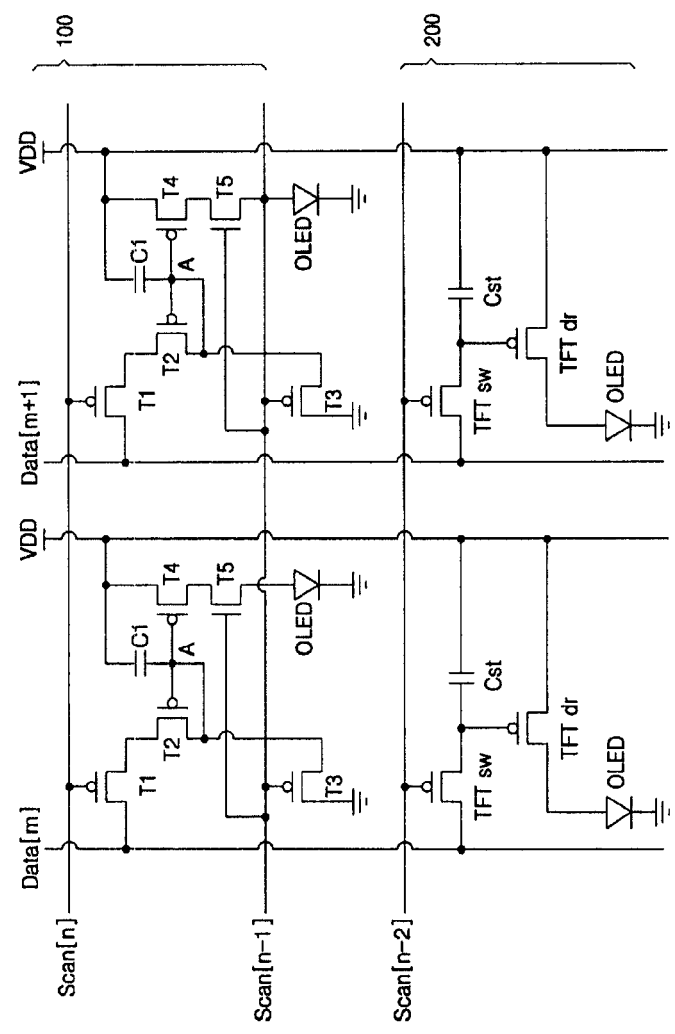 100
200
VDD
VDD
Data[m+1]
Data[m]
Scan[n]
Scan[n-1]
Scan[n-2]
T1
T2
T3
T4
T5
C1
A
OLED
T1
T2
T3
T4
T5
C1
A
OLED
TFT sw
Cst
TFT dr
OLED
TFT sw
Cst
TFT dr
OLED